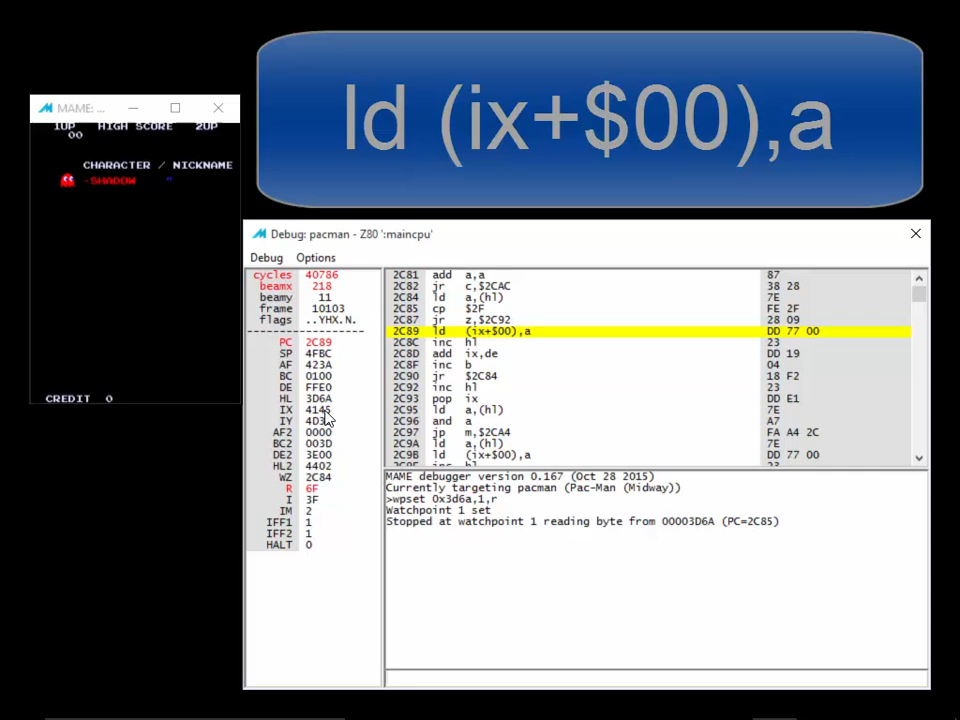 ld (ix+$00),a
MAME: ...
1UP HIGH SCORE 2UP
00
CHARACTER / NICKNAME
-SHADOW "
CREDIT 0
Debug: pacman - Z80 ':maincpu'
Debug Options
cycles 40786
beamx 218
beamy 11
frame 10103
flags ..YHX.N.
PC 2C89
SP 4FBC
AF 423A
BC 0100
DE FFE0
HL 3D6A
IX 4145
IY
AF2 0000
BC2 003D
DE2 3E00
HL2 4402
WZ 2C84
R 6F
I 3F
IM 2
IFF1 1
IFF2 1
HALT 0
2C81 add a,a 87
2C82 jr c,$2CAC 38 28
2C84 ld a,(hl) 7E
2C85 cp $2F FE 2F
2C87 jr z,$2C92 28 09
2C89 ld (ix+$00),a DD 77 00
2C8C inc hl 23
2C8D add ix,de DD 19
2C8F inc b 04
2C90 jr $2C84 18 F2
2C92 inc hl 23
2C93 pop ix DD E1
2C95 ld a,(hl) 7E
2C96 and a A7
2C97 jp m,$2CA4 FA A4 2C
2C9A ld a,(hl) 7E
2C9B ld (ix+$00),a DD 77 00
MAME debugger version 0.167 (Oct 28 2015)
Currently targeting pacman (Pac-Man (Midway))
>wpset 0x3d6a,1,r
Watchpoint 1 set
Stopped at watchpoint 1 reading byte from 00003D6A (PC=2C85)